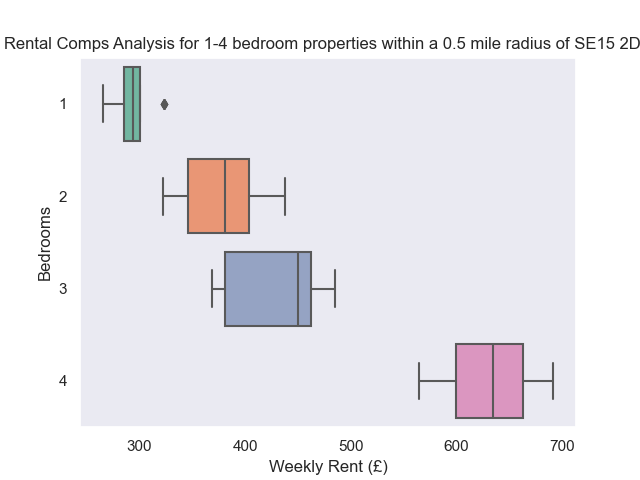 Rental Comps Analysis for 1-4 bedroom properties within a 0.5 mile radius of SE15 2D
1
2
3
4
Bedrooms
300 400 500 600 700
Weekly Rent (£)